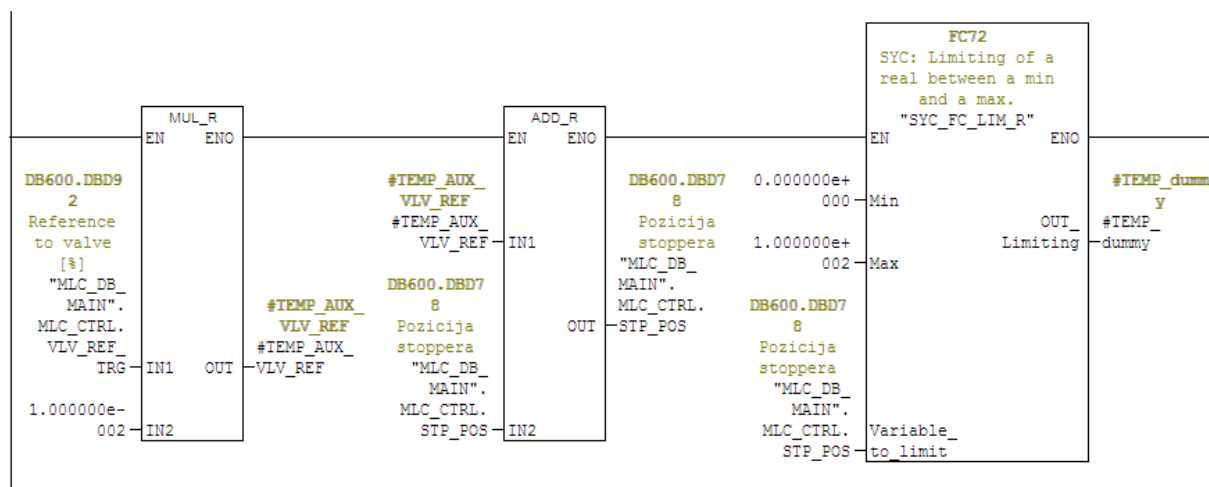 MUL_R
EN ENO
DB600.DBD9
2
Reference
to valve
[%]
"MLC_DB_
MAIN".
MLC_CTRL.
VLV_REF_
TRG
IN1
1.000000e-
002
IN2
OUT
#TEMP_AUX_
VLV_REF
#TEMP_AUX_
VLV_REF
ADD_R
EN ENO
#TEMP_AUX_
VLV_REF
#TEMP_AUX_
VLV_REF
IN1
DB600.DBD7
8
Pozicija
stoppera
"MLC_DB_
MAIN".
MLC_CTRL.
STP_POS
IN2
OUT
DB600.DBD7
8
Pozicija
stoppera
"MLC_DB_
MAIN".
MLC_CTRL.
STP_POS
FC72
SYC: Limiting of a
real between a min
and a max.
"SYC_FC_LIM_R"
EN ENO
0.000000e+
000
Min
1.000000e+
002
Max
DB600.DBD7
8
Pozicija
stoppera
"MLC_DB_
MAIN".
MLC_CTRL.
STP_POS
Variable_
to_limit
OUT_
Limiting
#TEMP_dumm
y
#TEMP_
dummy